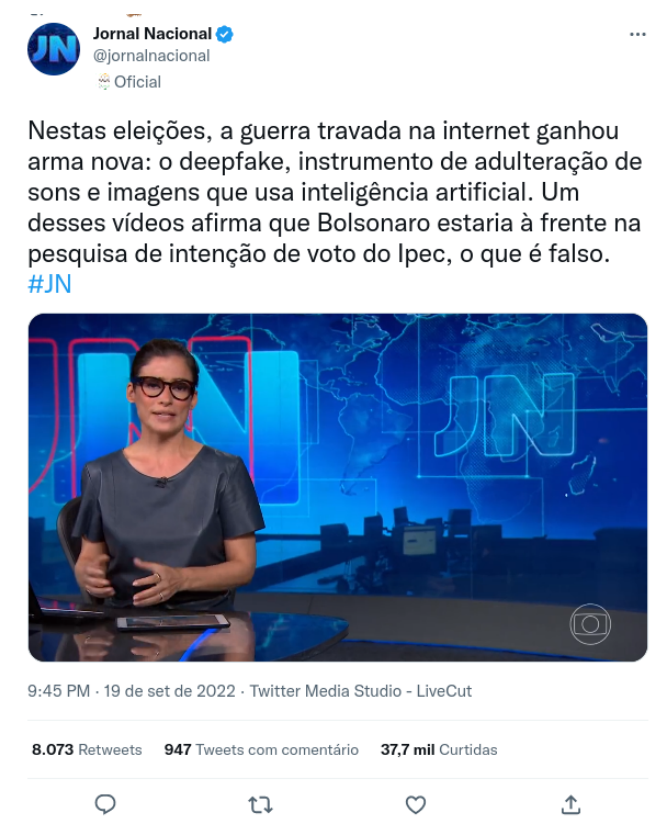 Jornal Nacional
@jornalnacional
Oficial
Nestas eleições, a guerra travada na internet ganhou
arma nova: o deepfake, instrumento de adulteração de
sons e imagens que usa inteligência artificial. Um
desses vídeos afirma que Bolsonaro estaria à frente na
pesquisa de intenção de voto do Ipec, o que é falso.
#JN
JN
JN
9:45 PM · 19 de set de 2022 · Twitter Media Studio - LiveCut
8.073 Retweets 947 Tweets com comentário 37,7 mil Curtidas